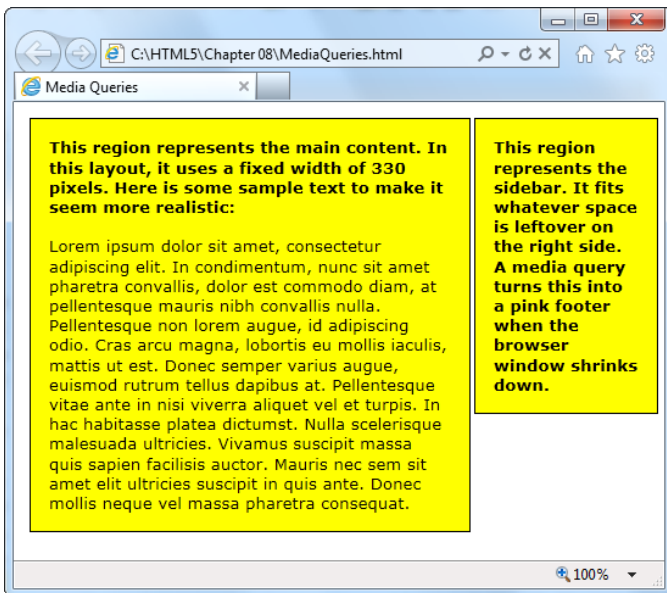 C:\HTML5\Chapter 08\MediaQueries.html
Media Queries
This region represents the main content. In
this layout, it uses a fixed width of 330
pixels. Here is some sample text to make it
seem more realistic:
Lorem ipsum dolor sit amet, consectetur
adipiscing elit. In condimentum, nunc sit amet
pharetra convallis, dolor est commodo diam, at
pellentesque mauris nibh convallis nulla.
Pellentesque non lorem augue, id adipiscing
odio. Cras arcu magna, lobortis eu mollis iaculis,
mattis ut est. Donec semper varius augue,
euismod rutrum tellus dapibus at. Pellentesque
vitae ante in nisi viverra aliquet vel et turpis. In
hac habitasse platea dictumst. Nulla scelerisque
malesuada ultricies. Vivamus suscipit massa
quis sapien facilisis auctor. Mauris nec sem sit
amet elit ultricies suscipit in quis ante. Donec
mollis neque vel massa pharetra consequat.
This region
represents the
sidebar. It fits
whatever space
is leftover on
the right side.
A media query
turns this into
a pink footer
when the
browser
window shrinks
down.
100%